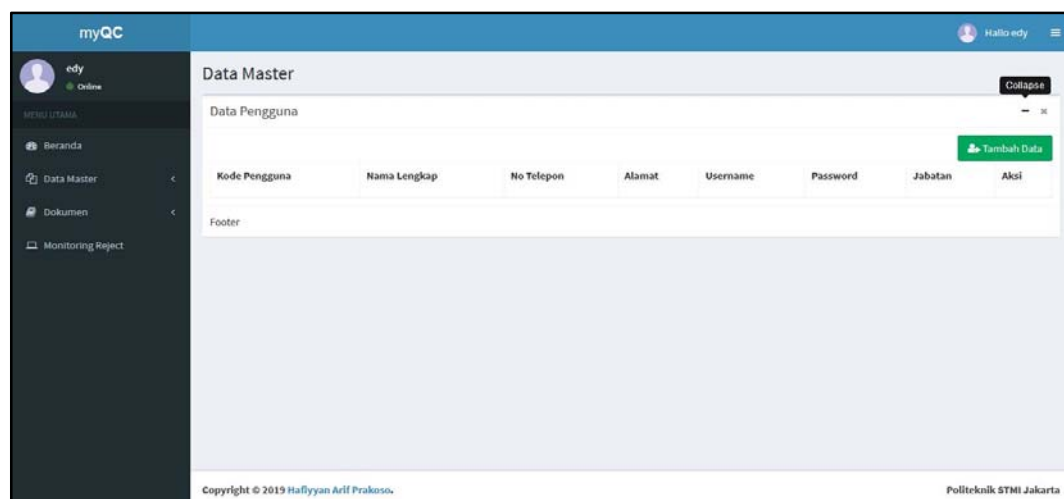 myQC
Hallo edy
edy
Online
MENU UTAMA
Beranda
Data Master
Dokumen
Monitoring Reject
Data Master
Collapse
Data Pengguna
Tambah Data
Kode Pengguna Nama Lengkap No Telepon Alamat Username Password Jabatan Aksi
Footer
Copyright © 2019 Hafiyyan Arif Prakoso. Politeknik STMI Jakarta